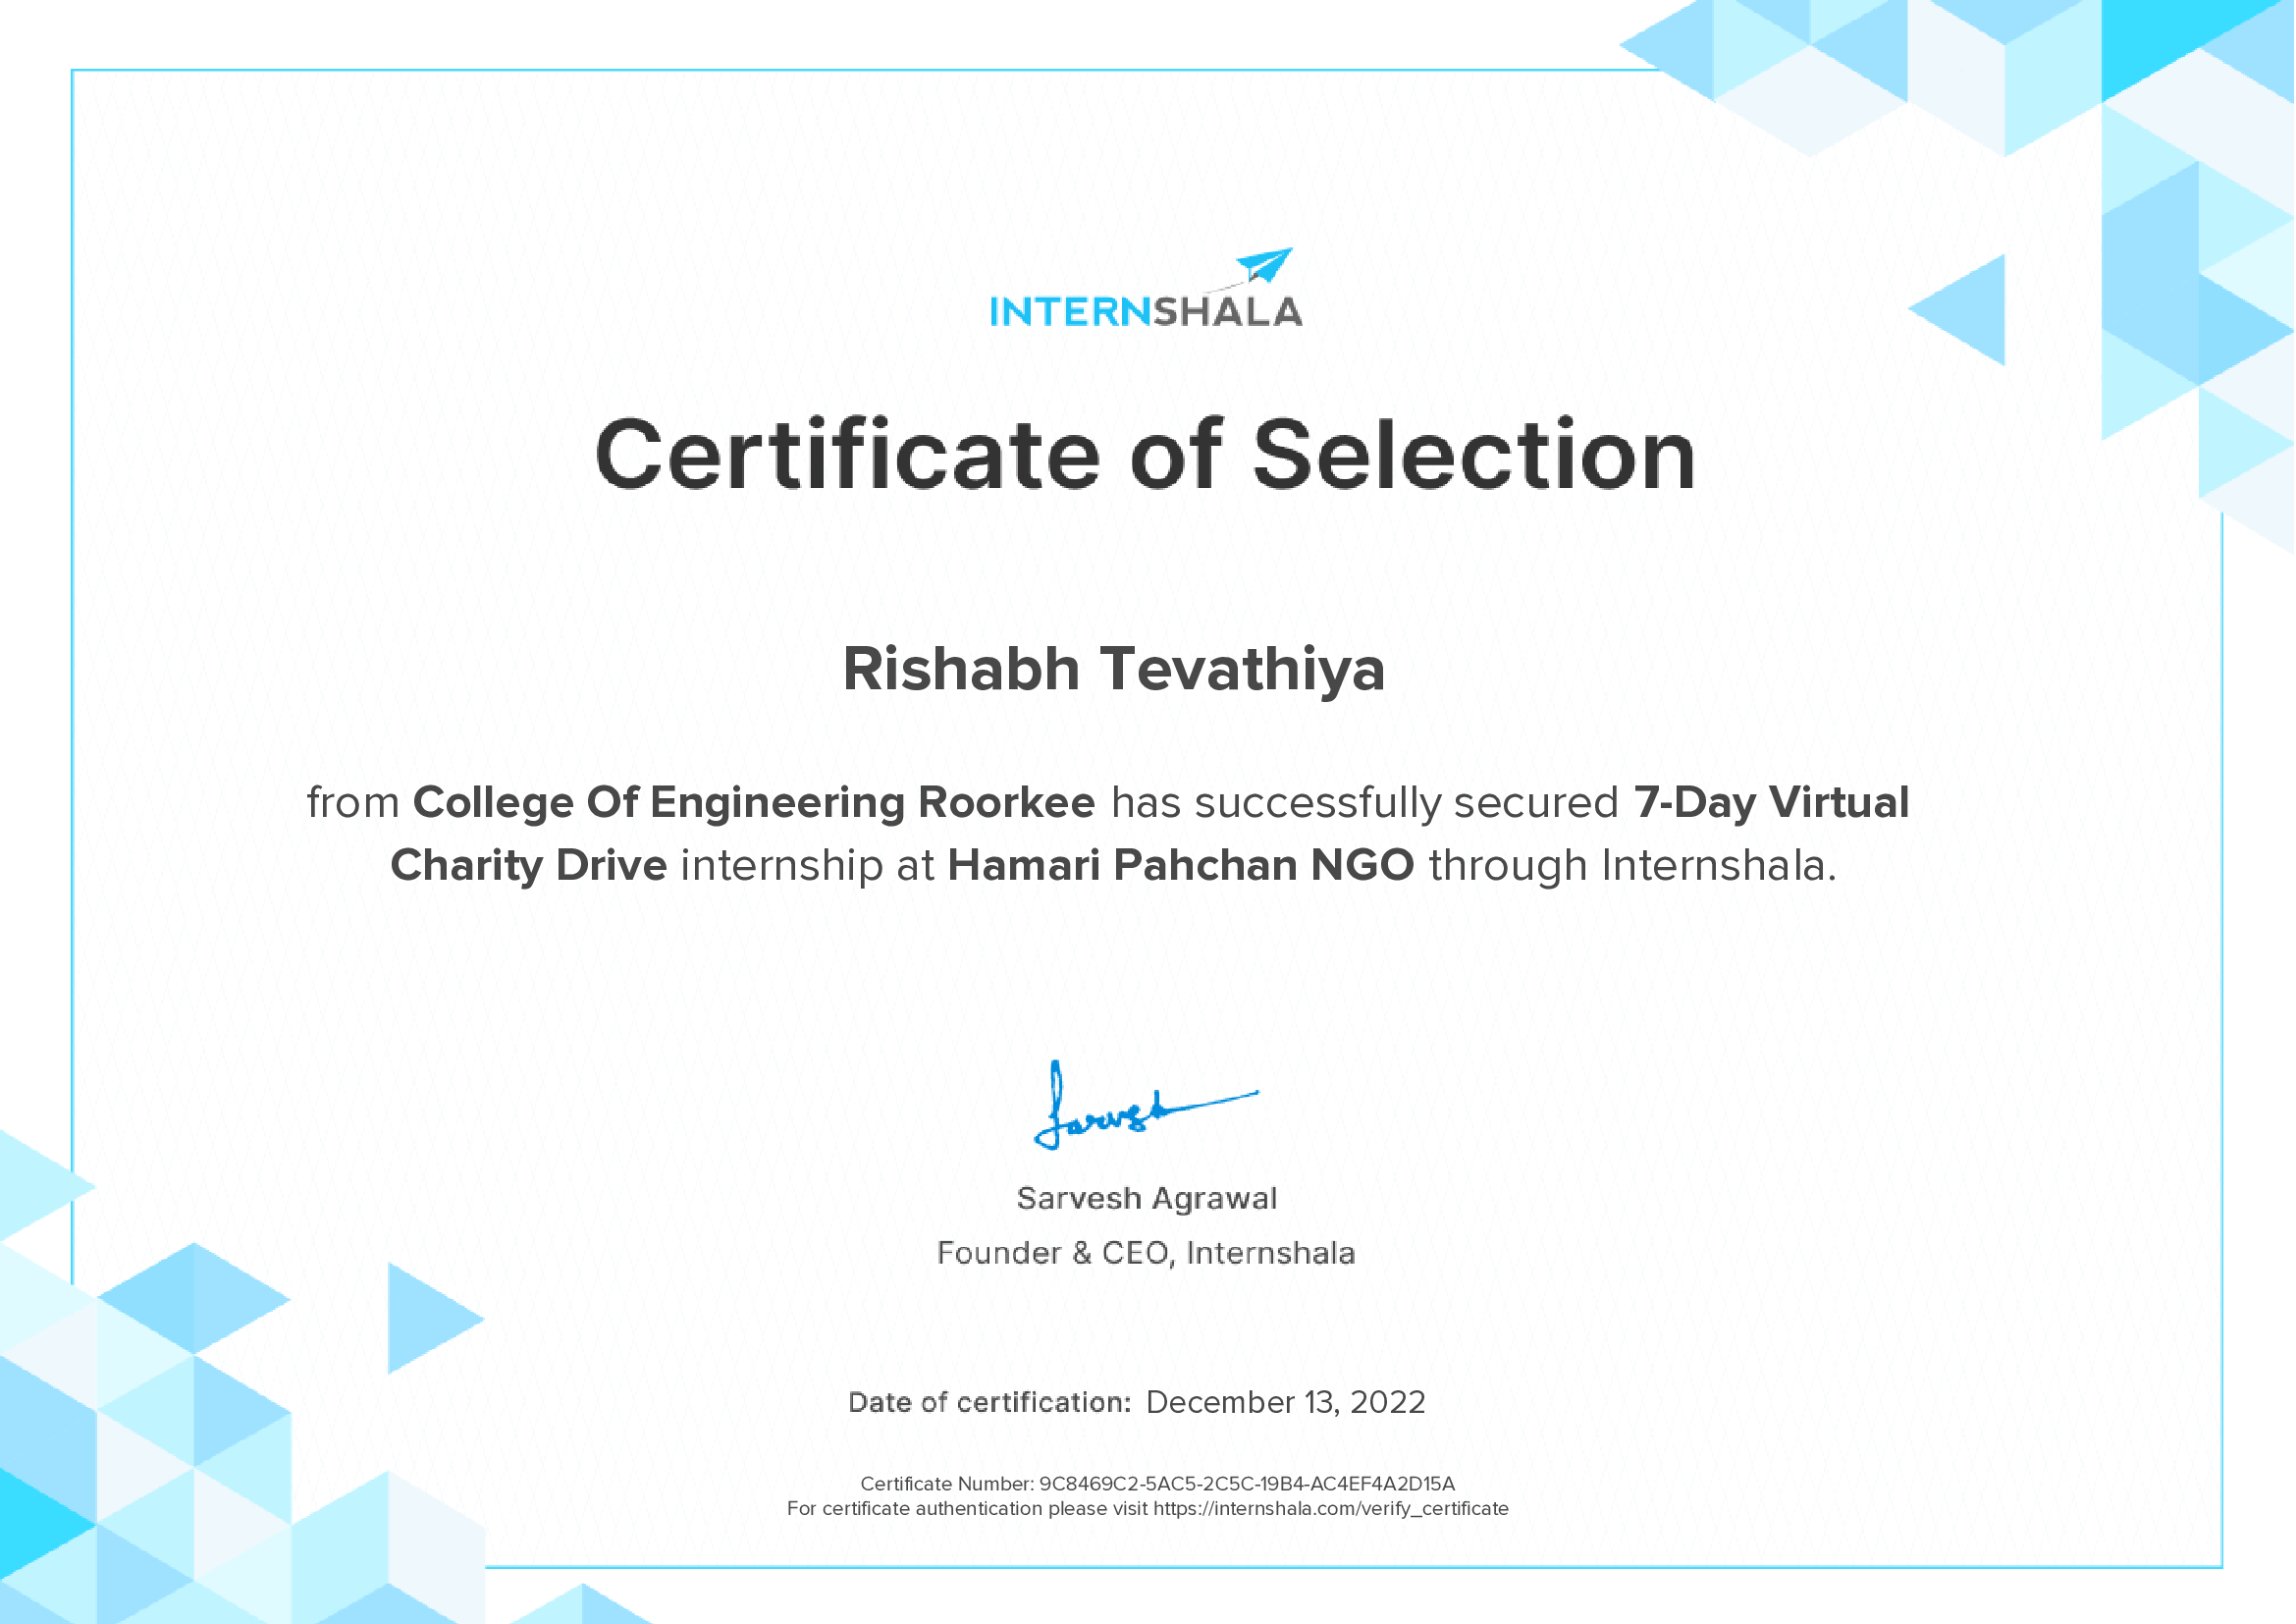 INTERNSHALA
Certificate of Selection
Rishabh Tevathiya
from College Of Engineering Roorkee has successfully secured 7-Day Virtual
Charity Drive internship at Hamari Pahchan NGO through Internshala.
Sarvesh
Sarvesh Agrawal
Founder & CEO, Internshala
Date of certification: December 13, 2022
Certificate Number: 9C8469C2-5AC5-2C5C-19B4-AC4EF4A2D15A
For certificate authentication please visit https://internshala.com/verify_certificate